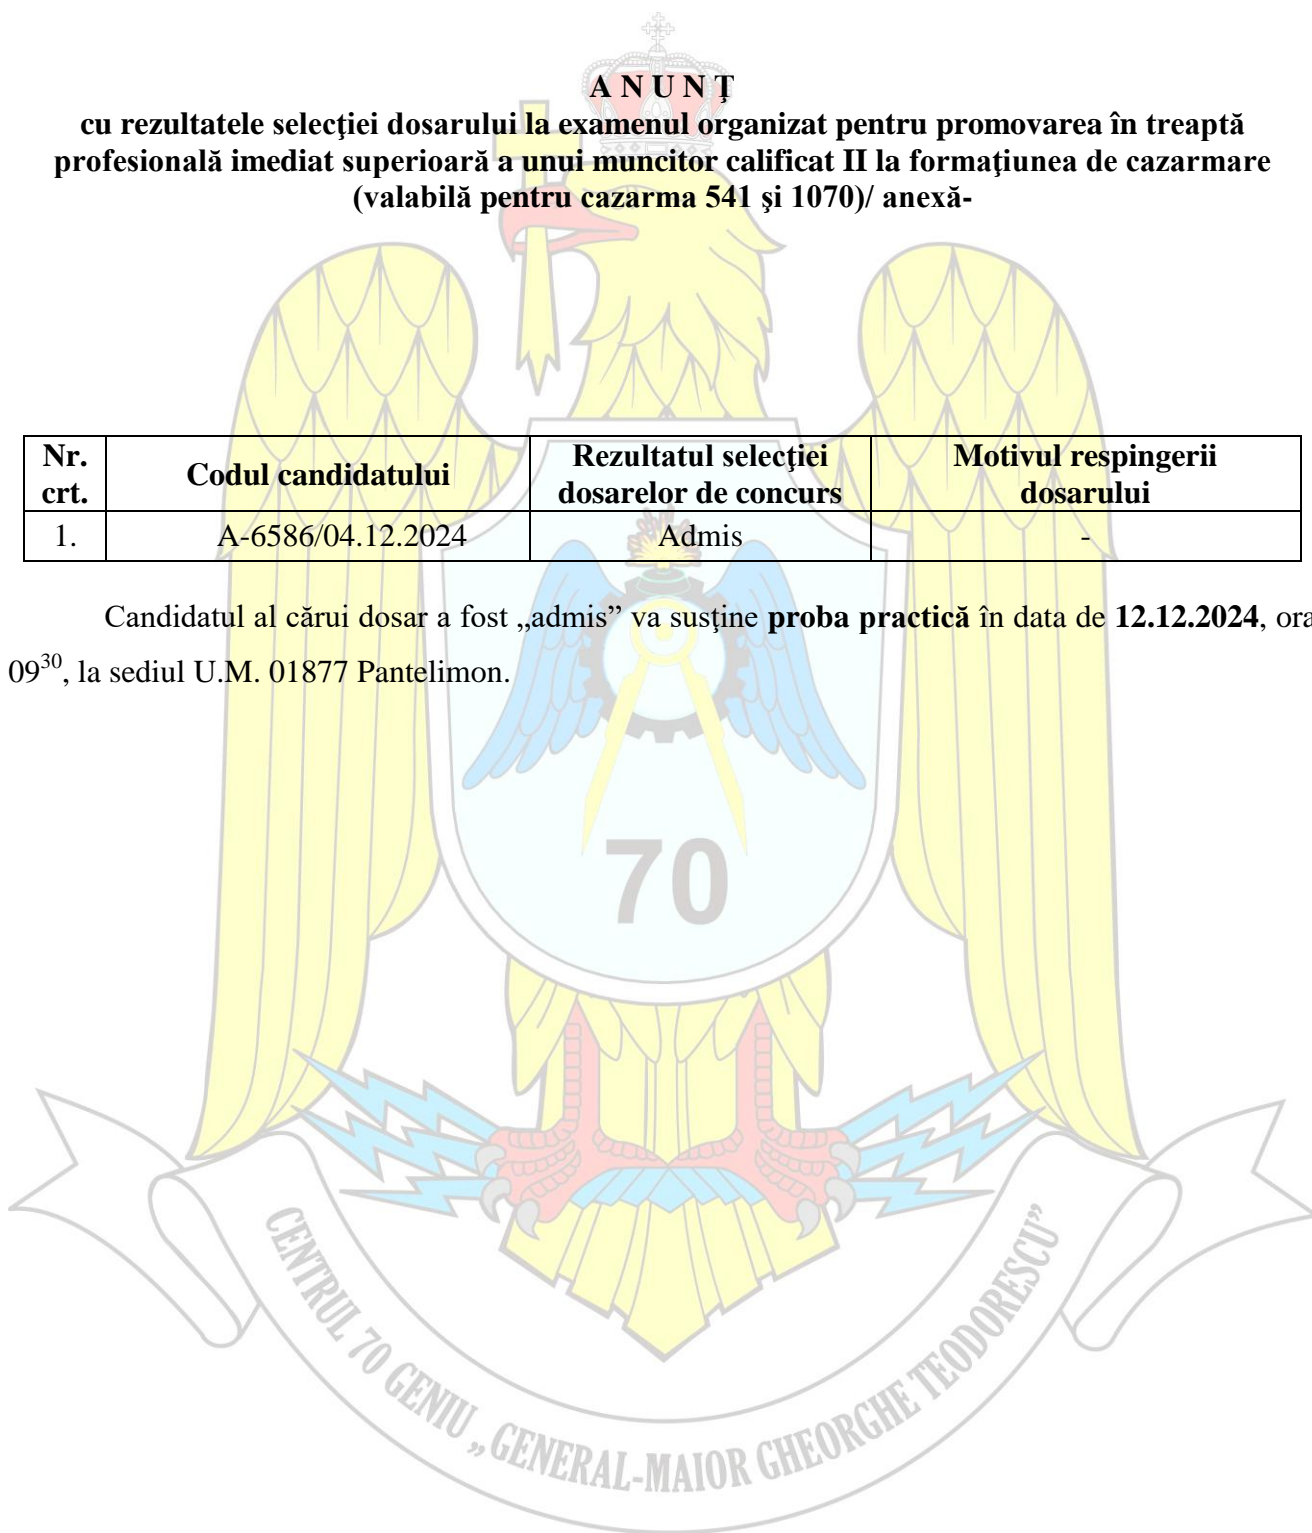 A N U N Ţ
cu rezultatele selecţiei dosarului la examenul organizat pentru promovarea în treaptă
profesională imediat superioară a unui muncitor calificat II la formaţiunea de cazarmare
(valabilă pentru cazarma 541 şi 1070)/ anexă-
Nr. crt. Codul candidatului Rezultatul selecţiei dosarelor de concurs Motivul respingerii dosarului
1. A-6586/04.12.2024 Admis -
Candidatul al cărui dosar a fost „admis” va susţine proba practică în data de 12.12.2024, ora
09³⁰, la sediul U.M. 01877 Pantelimon.
70
CENTRUL 70 GENIU „GENERAL-MAIOR GHEORGHE TEODORESCU”